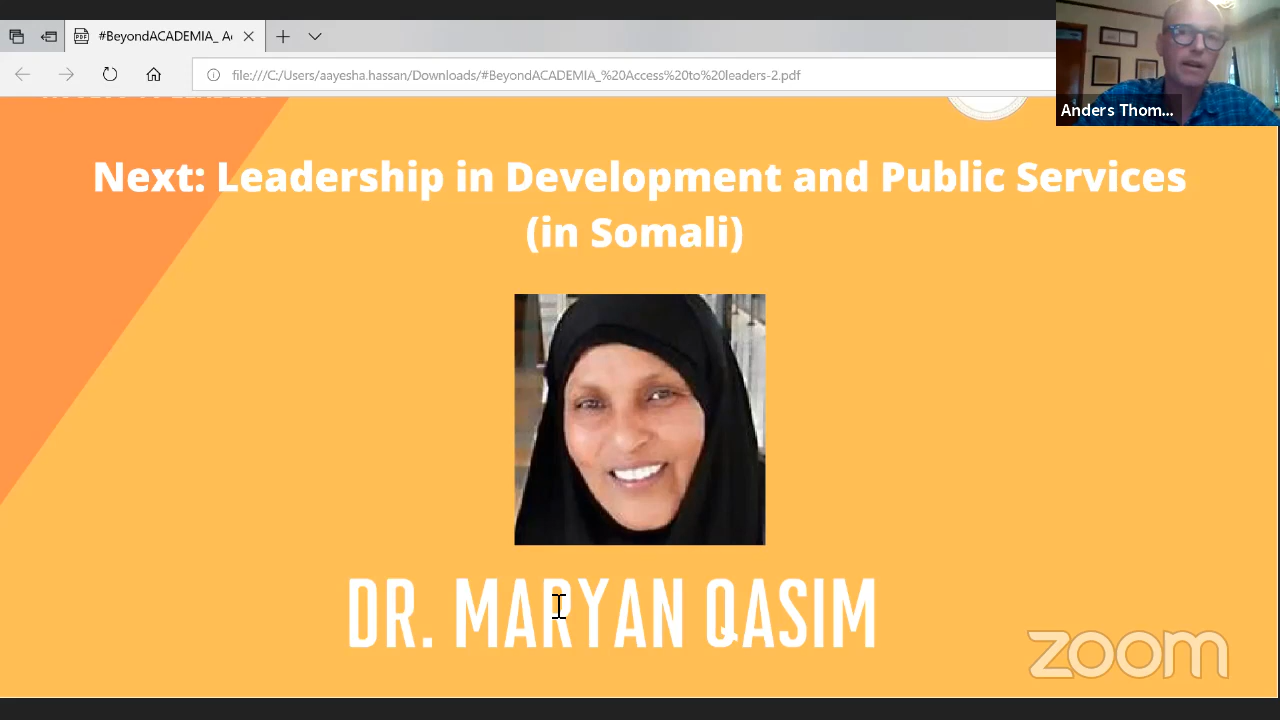 #BeyondACADEMIA_ Ac
file:///C:/Users/aayesha.hassan/Downloads/#BeyondACADEMIA_%20Access%20to%20leaders-2.pdf
Anders Thom...
Next: Leadership in Development and Public Services
(in Somali)
DR. MARYAN QASIM
zoom